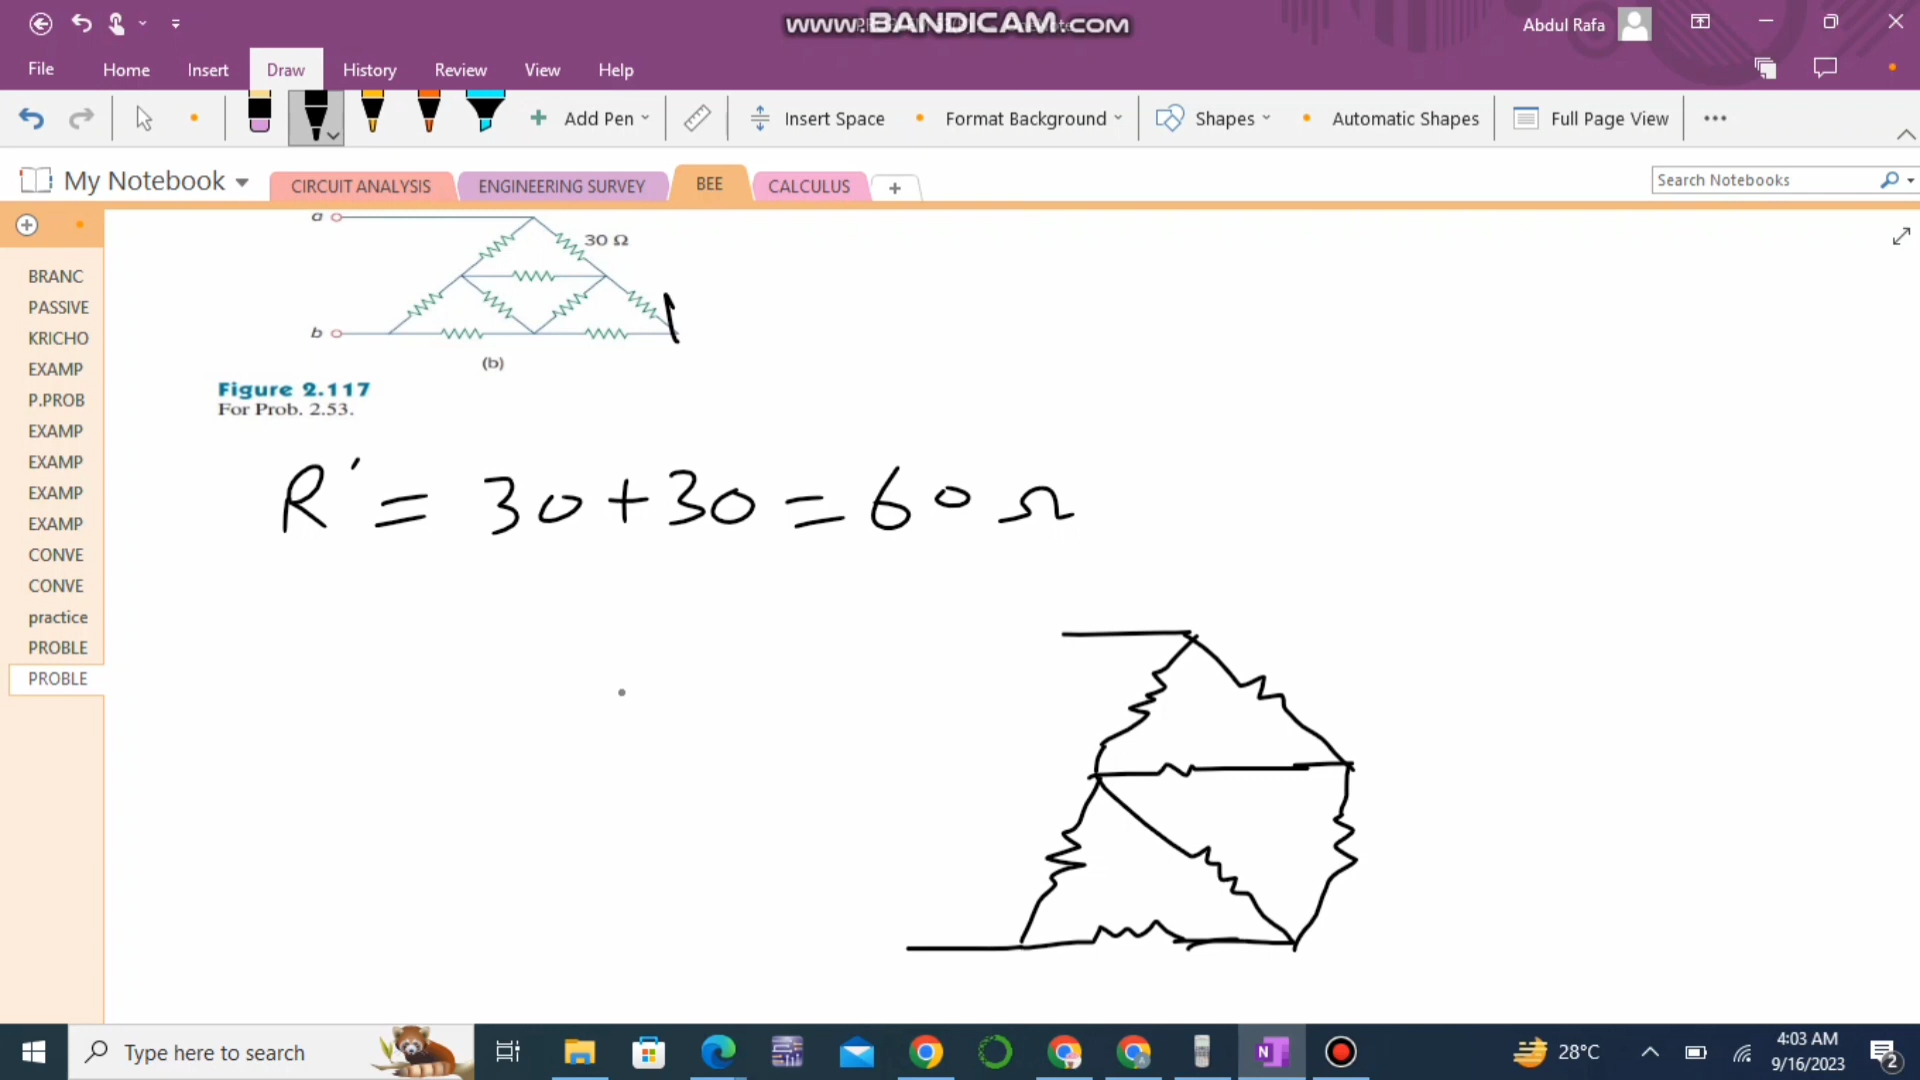 www.BANDICAM.com
Abdul Rafa
File Home Insert Draw History Review View Help
Add Pen Insert Space Format Background Shapes Automatic Shapes Full Page View
My Notebook CIRCUIT ANALYSIS ENGINEERING SURVEY BEE CALCULUS Search Notebooks
BRANC
PASSIVE
KRICHO
EXAMP
P.PROB
EXAMP
EXAMP
EXAMP
EXAMP
CONVE
CONVE
practice
PROBLE
PROBLE
a
30 Ω
b
(b)
Figure 2.117
For Prob. 2.53.
R' = 30+30 = 60 Ω
Type here to search
28°C
4:03 AM
9/16/2023
2